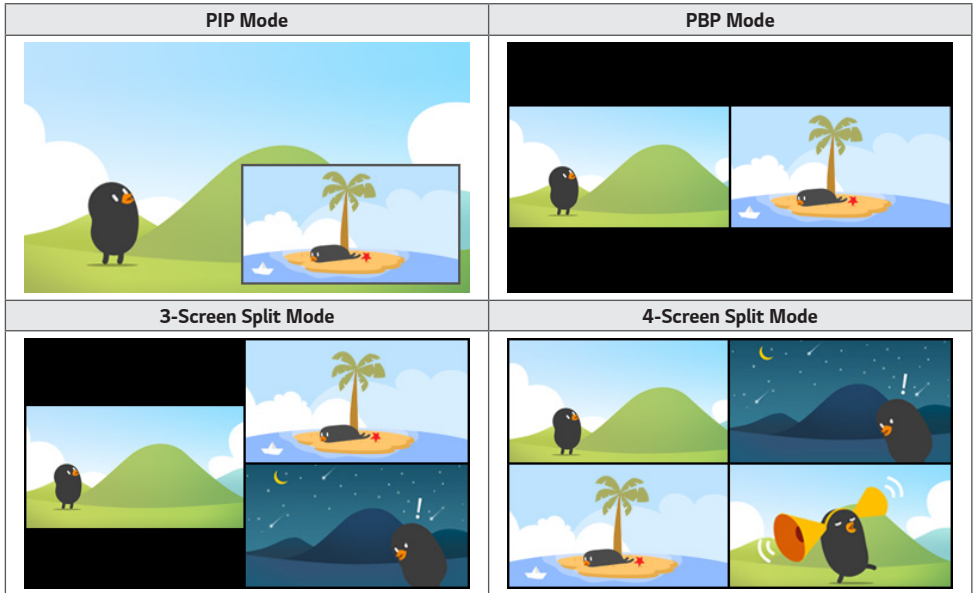 PIP Mode
PBP Mode
3-Screen Split Mode
4-Screen Split Mode